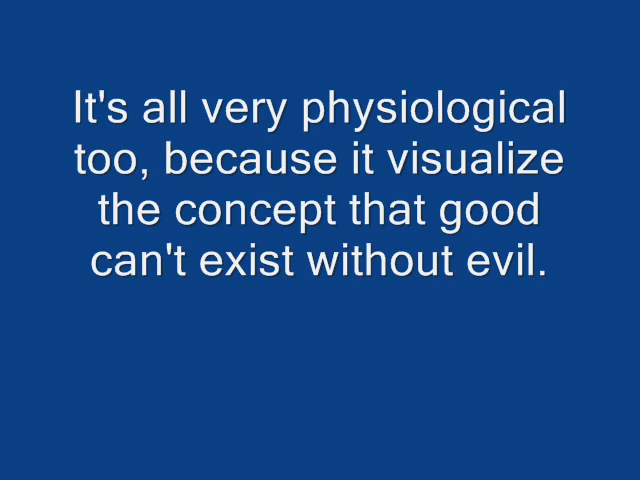 It's all very physiological
too, because it visualize
the concept that good
can't exist without evil.